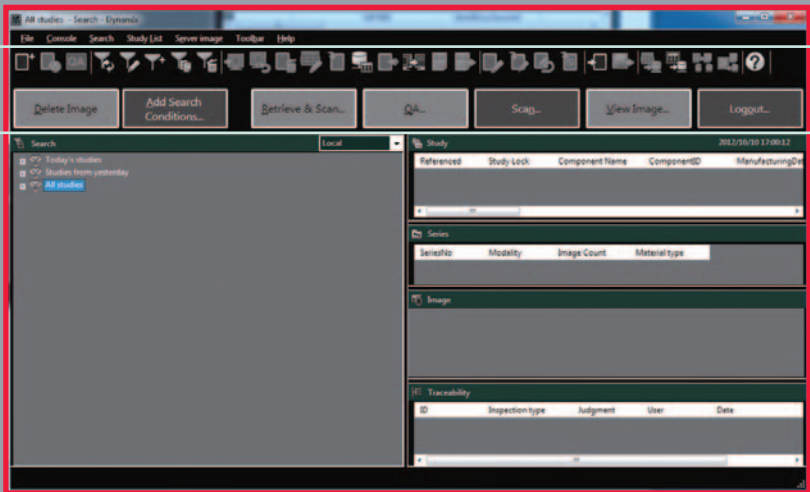 All studies - Search - Dynamix
File Console Search Study List Server image Toolbar Help
QA
Delete Image Add Search Conditions... Retrieve & Scan... QA... Scan... View Image... Logout...
Search Local
Today's studies
Studies from yesterday
All studies
Study 2012/10/10 17:00:12
Referenced Study Lock Component Name ComponentID ManufacturingDat
Series
SeriesNo Modality Image Count Material type
Image
Traceability
ID Inspection type Judgment User Date